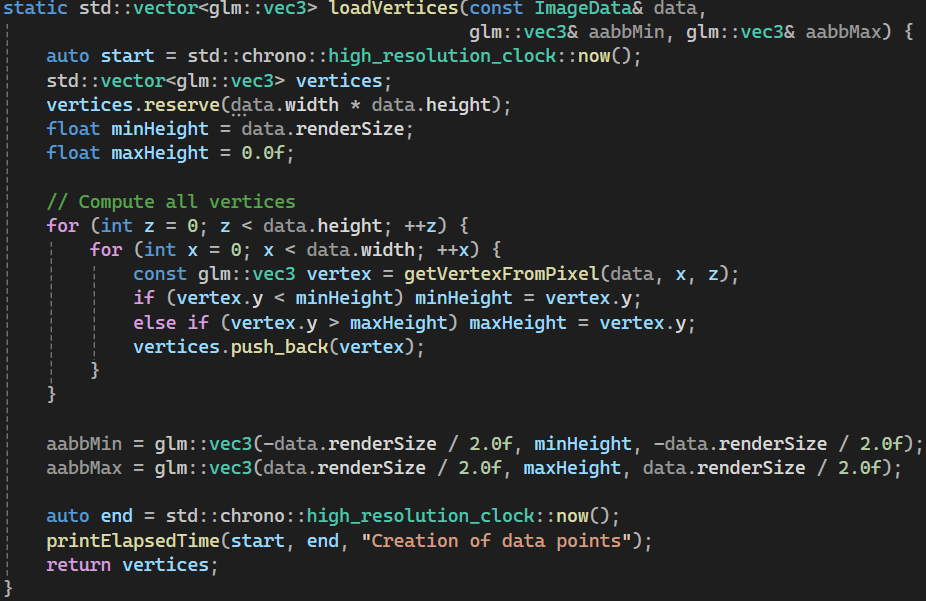 static std::vector<glm::vec3> loadVertices(const ImageData& data,
                                           glm::vec3& aabbMin, glm::vec3& aabbMax) {
    auto start = std::chrono::high_resolution_clock::now();
    std::vector<glm::vec3> vertices;
    vertices.reserve(data.width * data.height);
    float minHeight = data.renderSize;
    float maxHeight = 0.0f;

    // Compute all vertices
    for (int z = 0; z < data.height; ++z) {
        for (int x = 0; x < data.width; ++x) {
            const glm::vec3 vertex = getVertexFromPixel(data, x, z);
            if (vertex.y < minHeight) minHeight = vertex.y;
            else if (vertex.y > maxHeight) maxHeight = vertex.y;
            vertices.push_back(vertex);
        }
    }

    aabbMin = glm::vec3(-data.renderSize / 2.0f, minHeight, -data.renderSize / 2.0f);
    aabbMax = glm::vec3(data.renderSize / 2.0f, maxHeight, data.renderSize / 2.0f);

    auto end = std::chrono::high_resolution_clock::now();
    printElapsedTime(start, end, "Creation of data points");
    return vertices;
}